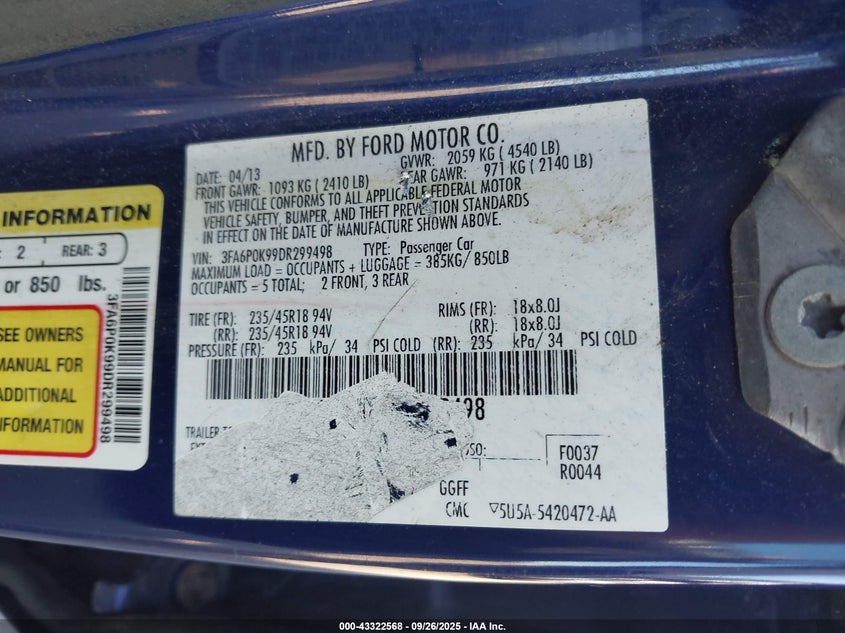 INFORMATION
: 2 REAR: 3
or 850 lbs.
SEE OWNERS
MANUAL FOR
ADDITIONAL
INFORMATION
3FA6P0K99DR299498
MFD. BY FORD MOTOR CO.
DATE: 04/13 GVWR: 2059 KG ( 4540 LB)
FRONT GAWR: 1093 KG ( 2410 LB) REAR GAWR: 971 KG ( 2140 LB)
THIS VEHICLE CONFORMS TO ALL APPLICABLE FEDERAL MOTOR
VEHICLE SAFETY, BUMPER, AND THEFT PREVENTION STANDARDS
IN EFFECT ON THE DATE OF MANUFACTURE SHOWN ABOVE.
VIN: 3FA6P0K99DR299498 TYPE: Passenger Car
MAXIMUM LOAD = OCCUPANTS + LUGGAGE = 385KG/ 850LB
OCCUPANTS = 5 TOTAL; 2 FRONT, 3 REAR
TIRE (FR): 235/45R18 94V RIMS (FR): 18x8.0J
(RR): 235/45R18 94V (RR): 18x8.0J
PRESSURE (FR): 235 kPa/ 34 PSI COLD (RR): 235 kPa/ 34 PSI COLD
498
TRAILER
SO: F0037
R0044
GGFF
CMC ▽5U5A-5420472-AA
000-43322568 - 09/26/2025 - IAA Inc.